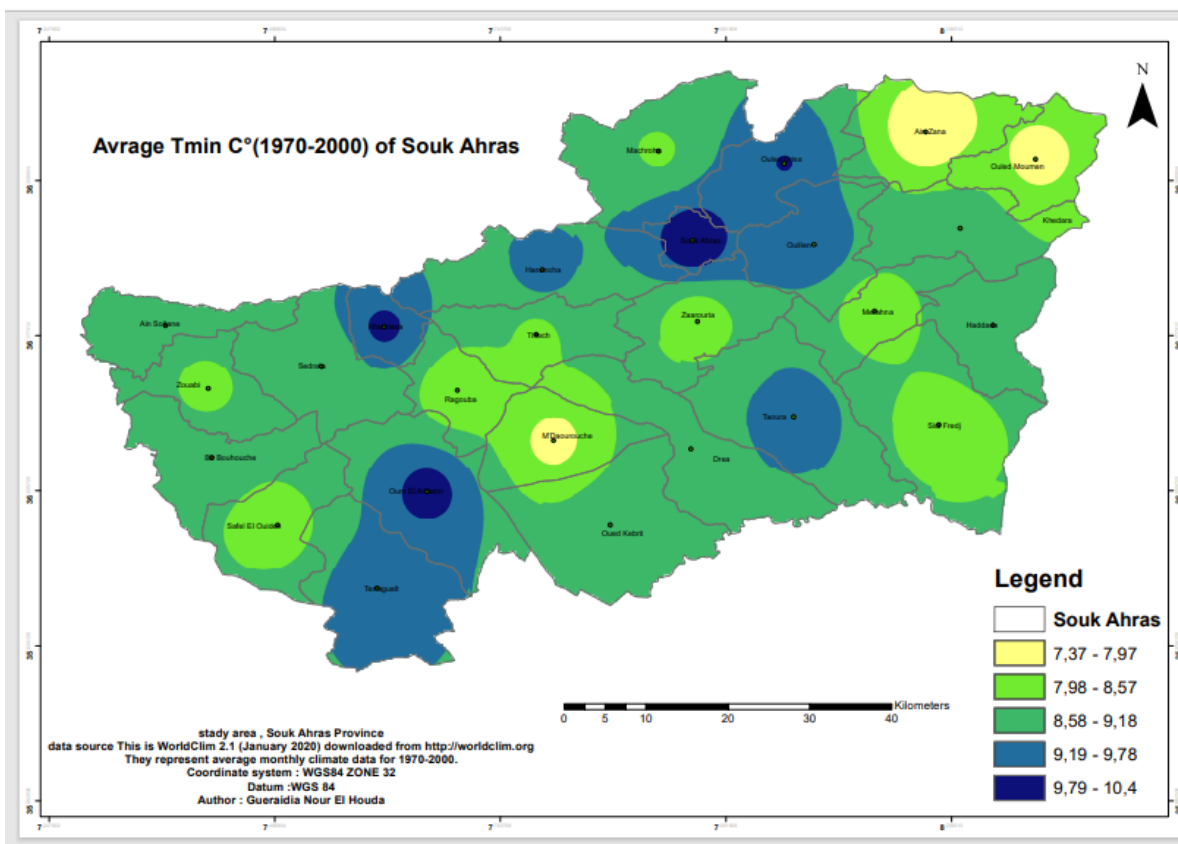 N
Avrage Tmin C°(1970-2000) of Souk Ahras
Ain Zana
Machroha
Ouled Moumen
Khedara
Souk Ahras
Ouillen
Hanancha
Ain Soltana
Zaarouria
Haddada
Tiffech
Sedrata
Zouabi
Ragouba
Taoura
Sidi Fredj
M'Daourouche
Draa
Bir Bouhouche
Safel El Ouiden
Oued Kebrit
Terraguelt
Legend
Souk Ahras
7,37 - 7,97
7,98 - 8,57
8,58 - 9,18
9,19 - 9,78
9,79 - 10,4
Kilometers
0 5 10 20 30 40
stady area , Souk Ahras Province
data source This is WorldClim 2.1 (January 2020) downloaded from http://worldclim.org
They represent average monthly climate data for 1970-2000.
Coordinate system : WGS84 ZONE 32
Datum :WGS 84
Author : Gueraidia Nour El Houda